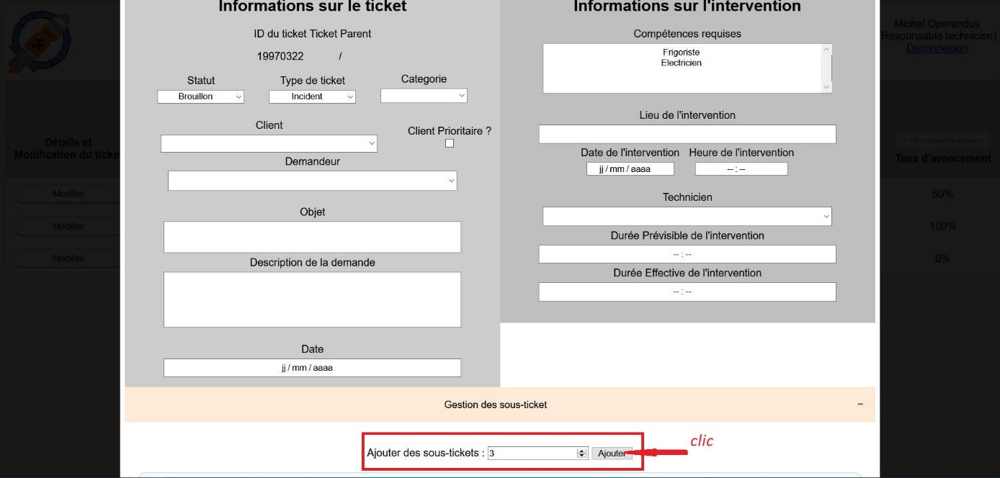 Informations sur le ticket
Informations sur l'intervention
Michel Operandus
Responsable technicien)
Deconnexion
ID du ticket Ticket Parent
19970322 /
Statut Type de ticket Categorie
Brouillon Incident
Client Client Prioritaire ?
Demandeur
Objet
Description de la demande
Date
jj / mm / aaaa
Compétences requises
Frigoriste
Electricien
Lieu de l'intervention
Date de l'intervention Heure de l'intervention
jj / mm / aaaa -- : --
Technicien
Durée Prévisible de l'intervention
-- : --
Durée Effective de l'intervention
-- : --
Détails et
Modification du ticke
Modifier
Modifier
Modifier
Taux d'avancement
50%
100%
0%
Gestion des sous-ticket −
Ajouter des sous-tickets : 3 Ajouter
clic